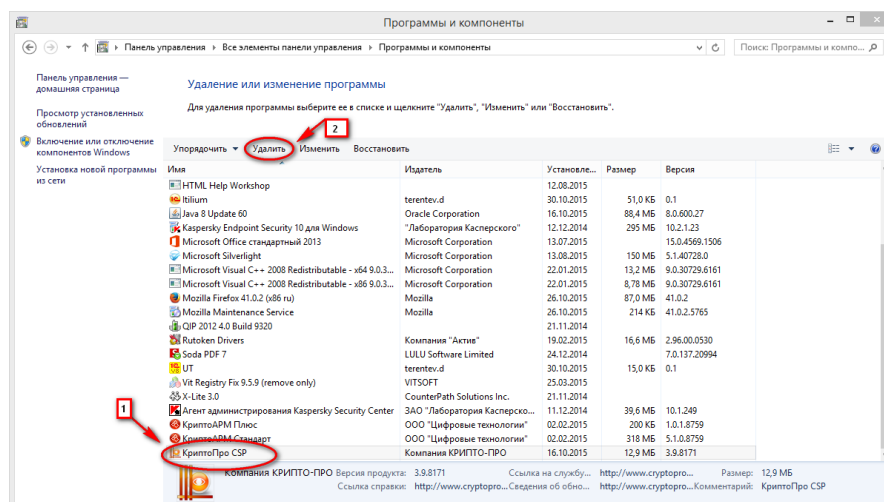 Программы и компоненты
Панель управления ▸ Все элементы панели управления ▸ Программы и компоненты
Поиск: Программы и компо...
Панель управления —
домашняя страница
Просмотр установленных
обновлений
Включение или отключение
компонентов Windows
Установка новой программы
из сети
Удаление или изменение программы
Для удаления программы выберите ее в списке и щелкните "Удалить", "Изменить" или "Восстановить".
2
Упорядочить Удалить Изменить Восстановить
Имя Издатель Установле... Размер Версия
HTML Help Workshop 12.08.2015
Itilium terentev.d 30.10.2015 51,0 КБ 0.1
Java 8 Update 60 Oracle Corporation 16.10.2015 88,4 МБ 8.0.600.27
Kaspersky Endpoint Security 10 для Windows "Лаборатория Касперского" 12.12.2014 295 МБ 10.2.1.23
Microsoft Office стандартный 2013 Microsoft Corporation 13.07.2015 15.0.4569.1506
Microsoft Silverlight Microsoft Corporation 13.08.2015 150 МБ 5.1.40728.0
Microsoft Visual C++ 2008 Redistributable - x64 9.0.3... Microsoft Corporation 22.01.2015 13,2 МБ 9.0.30729.6161
Microsoft Visual C++ 2008 Redistributable - x86 9.0.3... Microsoft Corporation 22.01.2015 8,78 МБ 9.0.30729.6161
Mozilla Firefox 41.0.2 (x86 ru) Mozilla 26.10.2015 87,0 МБ 41.0.2
Mozilla Maintenance Service Mozilla 26.10.2015 214 КБ 41.0.2.5765
QIP 2012 4.0 Build 9320 21.11.2014
Rutoken Drivers Компания "Актив" 19.02.2015 16,6 МБ 2.96.00.0530
Soda PDF 7 LULU Software Limited 24.12.2014 7.0.137.20994
UT terentev.d 30.10.2015 15,0 КБ 0.1
Vit Registry Fix 9.5.9 (remove only) VITSOFT 25.03.2015
X-Lite 3.0 CounterPath Solutions Inc. 21.11.2014
1
Агент администрирования Kaspersky Security Center ЗАО "Лаборатория Касперско... 11.12.2014 39,6 МБ 10.1.249
КриптоАРМ ООО "Цифровые технологии" 02.02.2015 200 КБ 1.0.1.8759
КриптоАРМ Стандарт ООО "Цифровые технологии" 02.02.2015 318 МБ 5.1.0.8759
КриптоПро CSP Компания КРИПТО-ПРО 16.10.2015 12,9 МБ 3.9.8171
Компания КРИПТО-ПРО Версия продукта: 3.9.8171 Ссылка на службу... http://www.cryptopro... Размер: 12,9 МБ
Ссылка справки: http://www.cryptopro... Сведения об обно... http://www.cryptopro... Комментарий: КриптоПро CSP